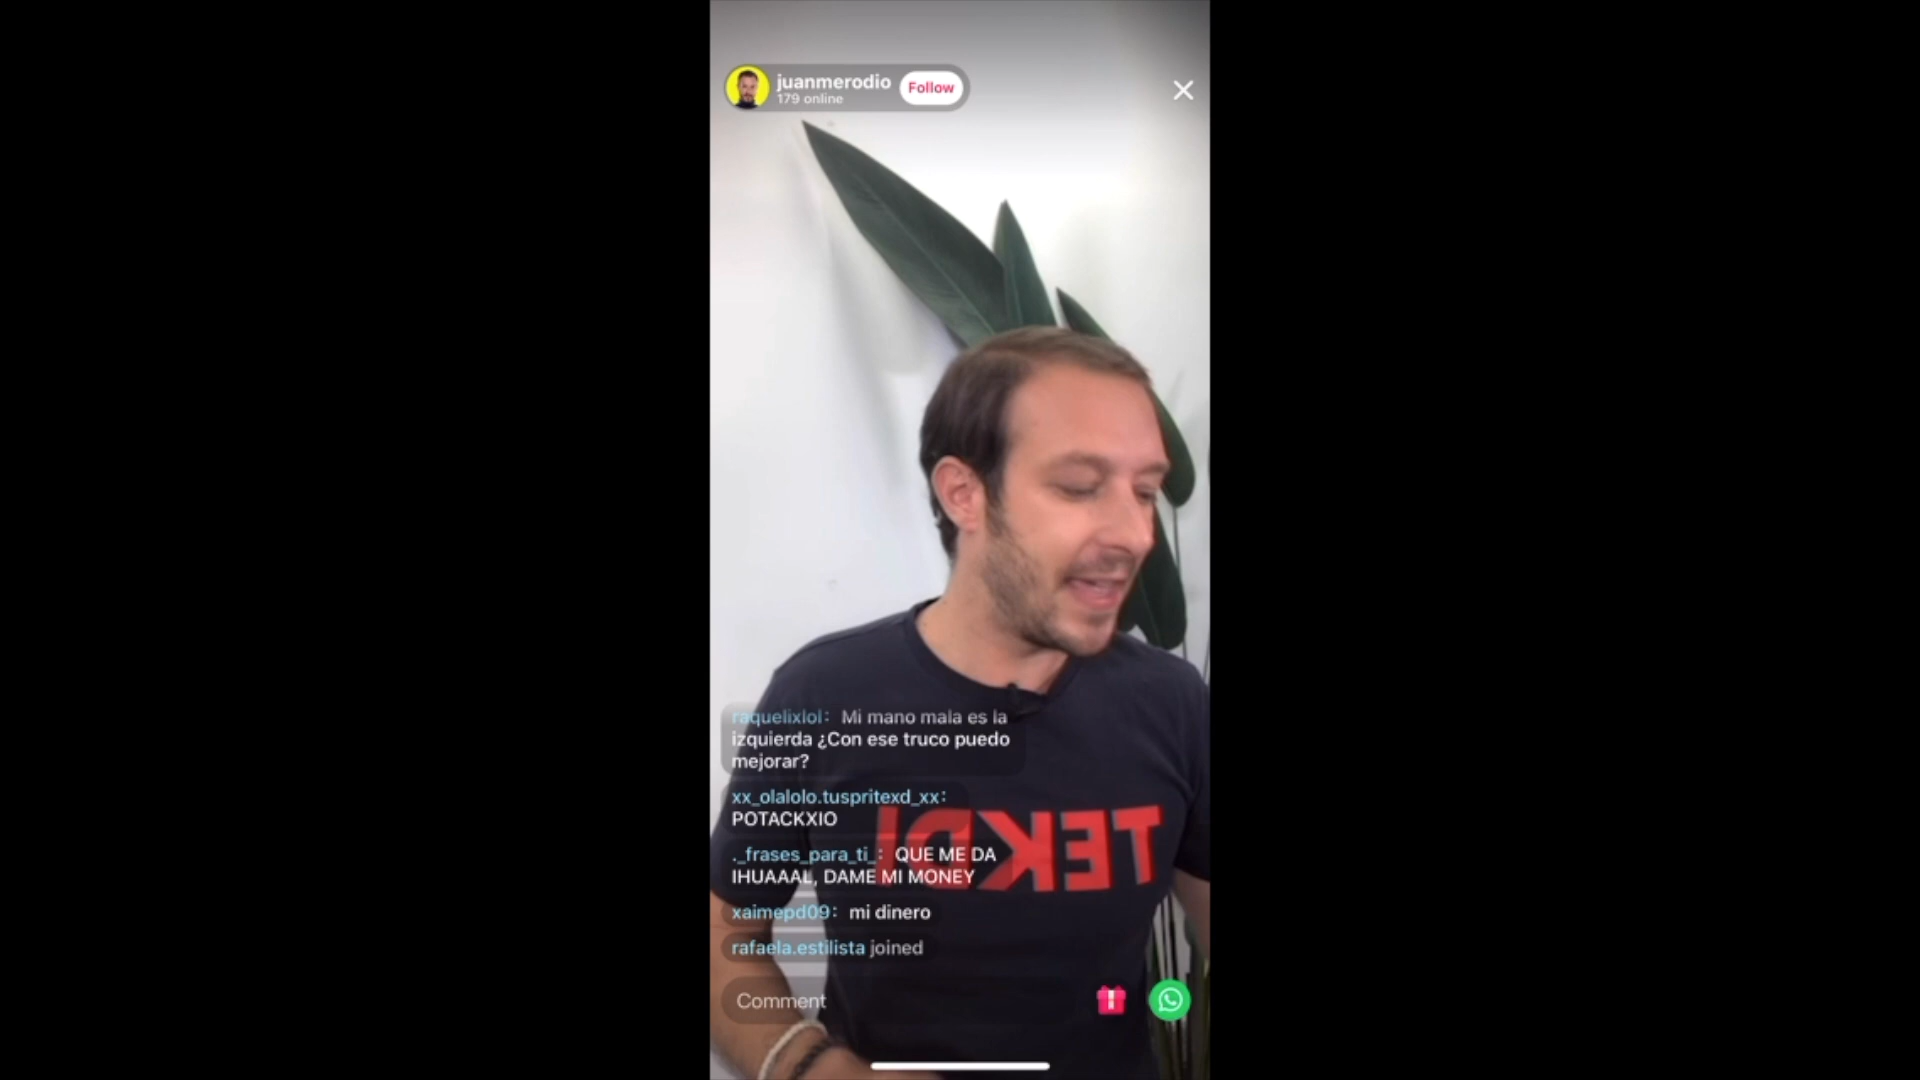 juanmerodio
179 online
Follow
raquelixlol: Mi mano mala es la
izquierda ¿Con ese truco puedo
mejorar?
xx_olalolo.tuspritexd_xx:
POTACKXIO
._frases_para_ti_: QUE ME DA
IHUAAAL, DAME MI MONEY
xaimepd09: mi dinero
rafaela.estilista joined
TEKDI
Comment